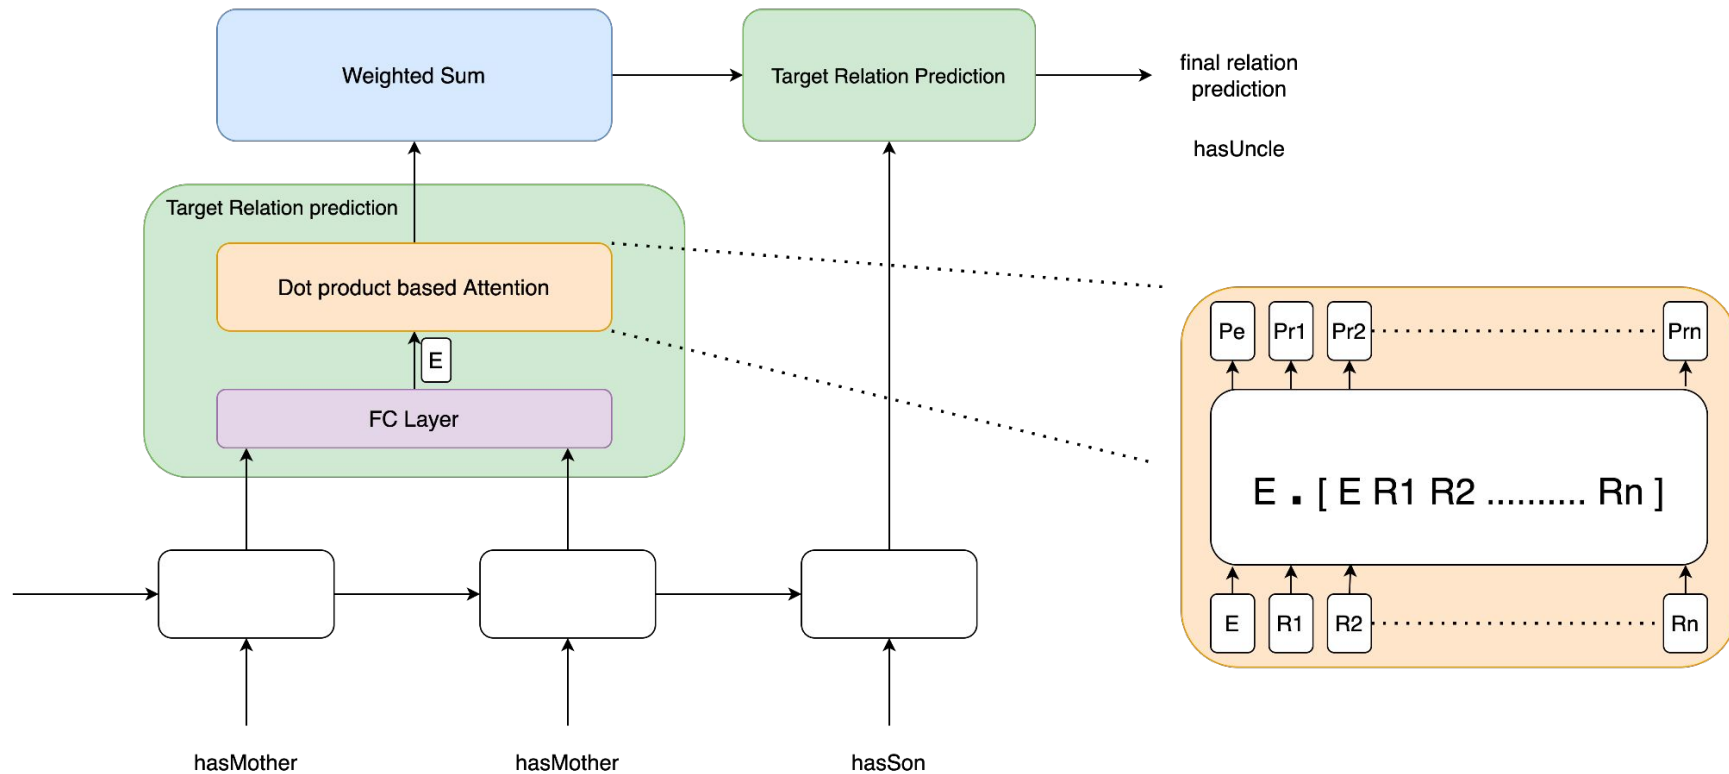 Weighted Sum
Target Relation Prediction
final relation
prediction
hasUncle
Target Relation prediction
Dot product based Attention
E
FC Layer
Pe Pr1 Pr2 Prn
E . [ E R1 R2 .......... Rn ]
E R1 R2 Rn
hasMother
hasMother
hasSon